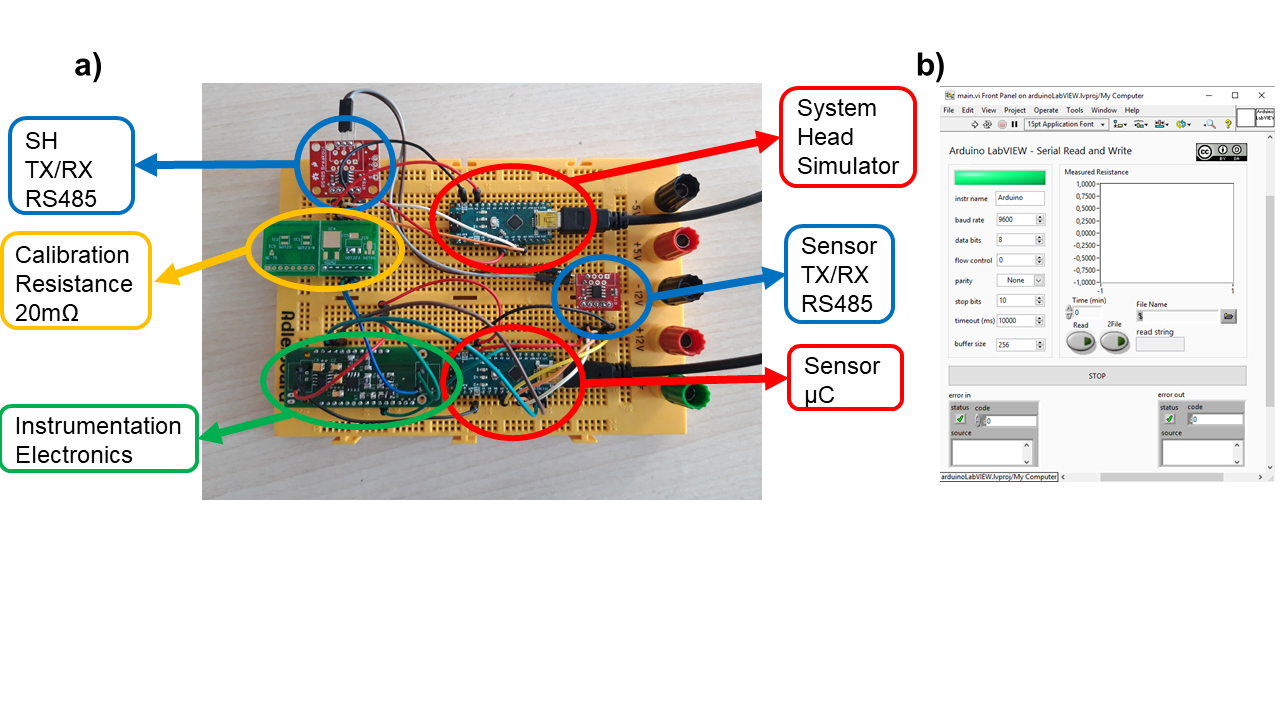 a)
b)
SH
TX/RX
RS485
Calibration
Resistance
20mΩ
Instrumentation
Electronics
System
Head
Simulator
Sensor
TX/RX
RS485
Sensor
µC
-5V
+5V
-12V
+12V
main.vi Front Panel on arduinoLabVIEW.lvproj/My Computer
File Edit View Project Operate Tools Window Help
15pt Application Font
Arduino LabVIEW - Serial Read and Write
instr name Arduino
baud rate 9600
data bits 8
flow control 0
parity None
stop bits 10
timeout (ms) 10000
buffer size 256
Measured Resistance
1,0000
0,7500
0,5000
0,2500
0,0000
-0,2500
-0,5000
-0,7500
-1,0000
-1 1
Time (min)
0
File Name
Read
2File
read string
STOP
error in
status code
0
source
error out
status code
0
source
arduinoLabVIEW.lvproj/My Computer